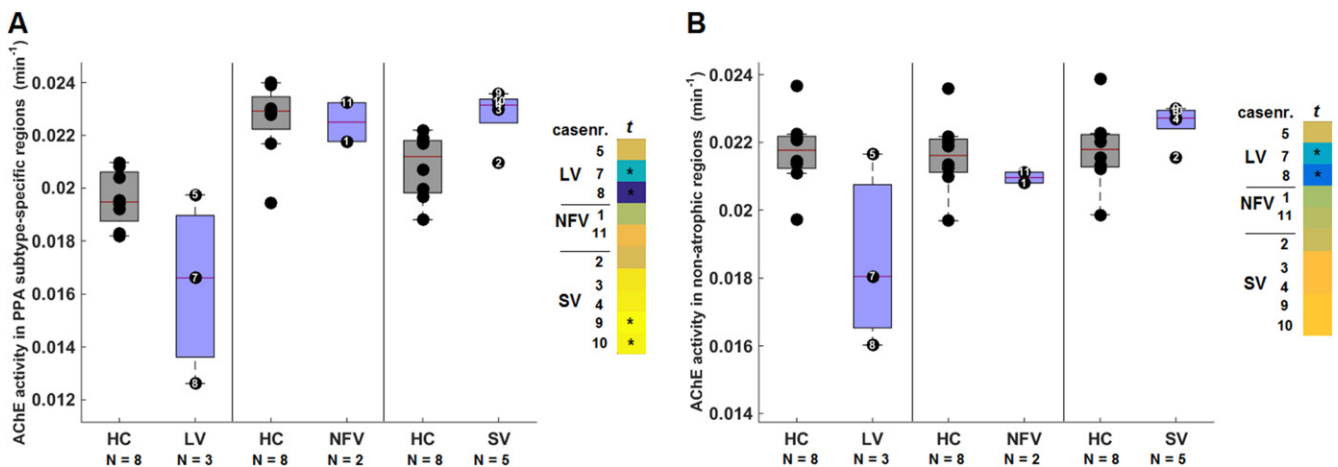 A
AChE activity in PPA subtype-specific regions (min⁻¹)
0.024
0.022
0.02
0.018
0.016
0.014
0.012
5
7
8
11
1
9
10
3
2
HC LV HC NFV HC SV
N = 8 N = 3 N = 8 N = 2 N = 8 N = 5
casenr. t
5
LV 7 *
8 *
NFV 1
11
2
3
SV 4
9 *
10 *
B
AChE activity in non-atrophic regions (min⁻¹)
0.024
0.022
0.02
0.018
0.016
0.014
5
7
8
11
1
4
2
HC LV HC NFV HC SV
N = 8 N = 3 N = 8 N = 2 N = 8 N = 5
casenr. t
5
LV 7 *
8 *
NFV 1
11
2
3
SV 4
9
10